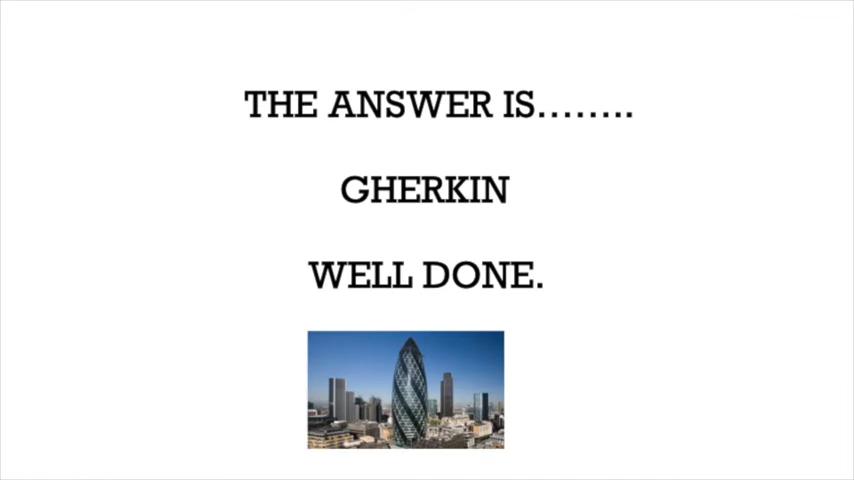 THE ANSWER IS........
GHERKIN
WELL DONE.